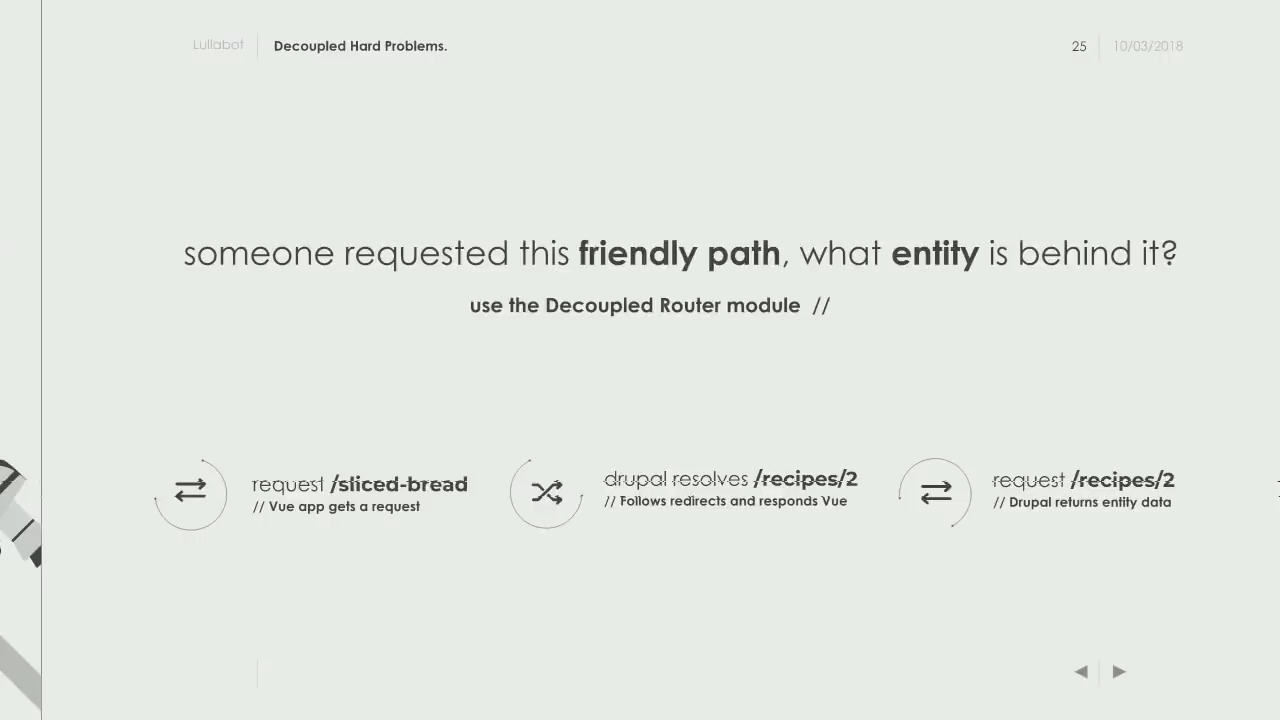 Lullabot
Decoupled Hard Problems.
25
10/03/2018
someone requested this friendly path, what entity is behind it?
use the Decoupled Router module //
request /sliced-bread
// Vue app gets a request
drupal resolves /recipes/2
// Follows redirects and responds Vue
request /recipes/2
// Drupal returns entity data